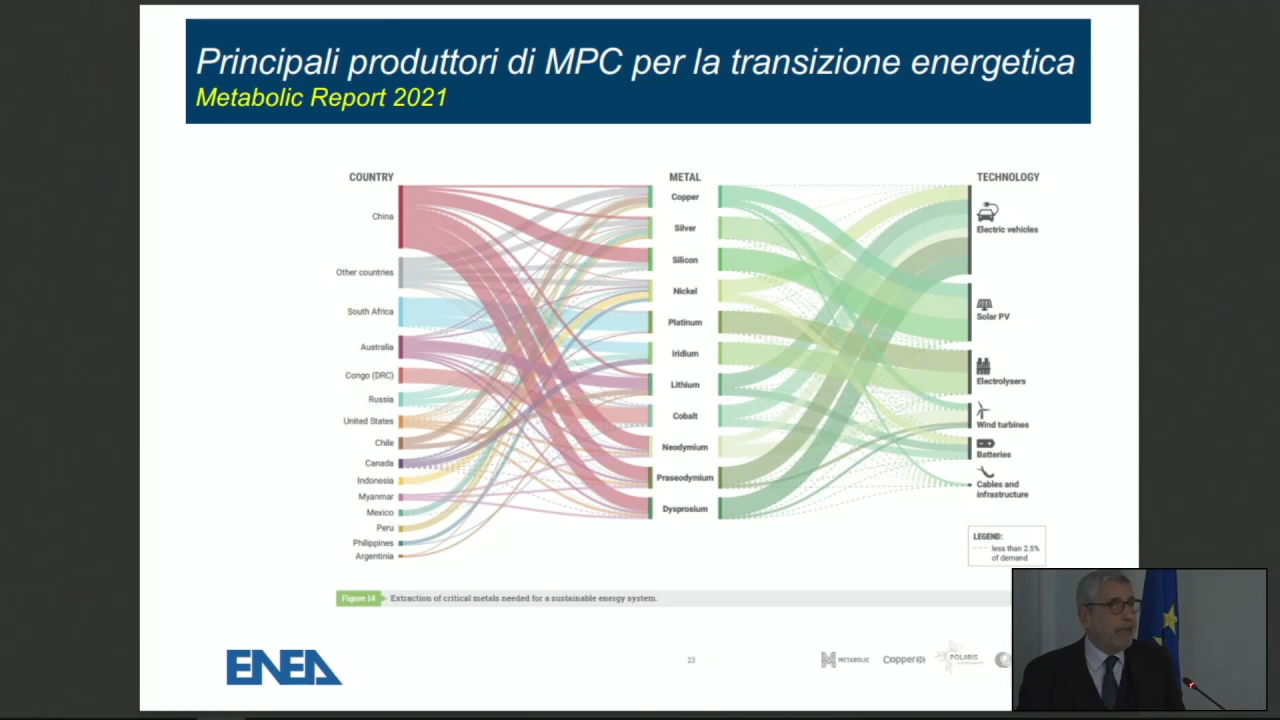 Principali produttori di MPC per la transizione energetica
Metabolic Report 2021
COUNTRY
China
Other countries
South Africa
Australia
Congo (DRC)
Russia
United States
Chile
Canada
Indonesia
Myanmar
Mexico
Peru
Philippines
Argentinia
METAL
Copper
Silver
Silicon
Nickel
Platinum
Iridium
Lithium
Cobalt
Neodymium
Praseodymium
Dysprosium
TECHNOLOGY
Electric vehicles
Solar PV
Electrolysers
Wind turbines
Batteries
Cables and
infrastructure
LEGEND:
less than 2.5%
of demand
Figure 14
Extraction of critical metals needed for a sustainable energy system.
ENEA
23
METABOLIC
Copper8
POLARIS